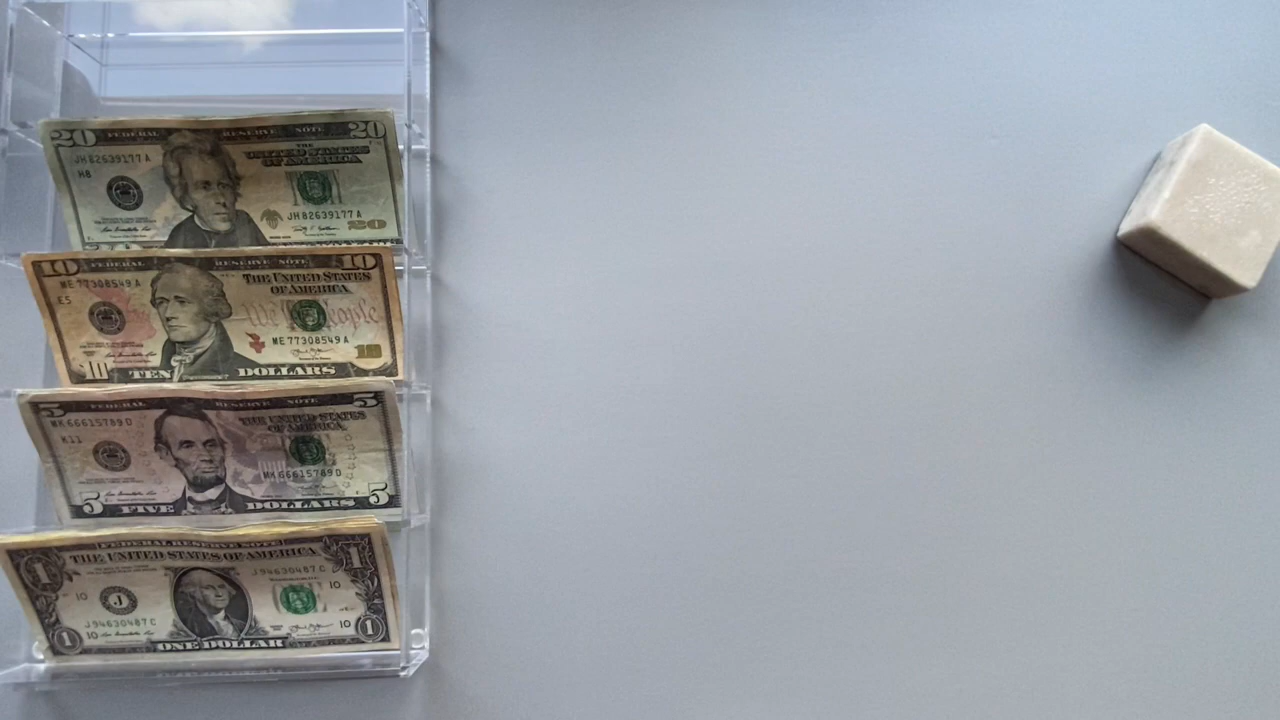 20 FEDERAL RESERVE NOTE 20
JH 82639177 A
THE
UNITED STATES
OF AMERICA
H8
JH 82639177 A
20
10 FEDERAL RESERVE NOTE 10
ME 77308549 A
THE UNITED STATES
OF AMERICA
E5
We the People
ME 77308549 A
10
10 TEN DOLLARS
5 FEDERAL RESERVE NOTE 5
MK 66615789 D
THE UNITED STATES
OF AMERICA
K11
MK 66615789 D
5 FIVE DOLLARS 5
FEDERAL RESERVE NOTE
THE UNITED STATES OF AMERICA
1 1
J 94630487 C
10
10 J
J 94630487 C
1 10 10 1
ONE DOLLAR